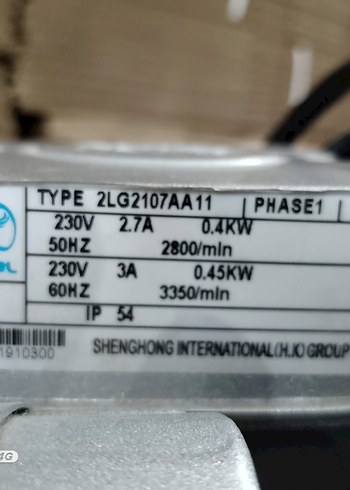 TYPE 2LG2107AA11 PHASE1
230V 2.7A 0.4KW
50HZ 2800/min
230V 3A 0.45KW
60HZ 3350/min
IP 54
1910300 SHENGHONG INTERNATIONAL(H.K) GROUP
4G